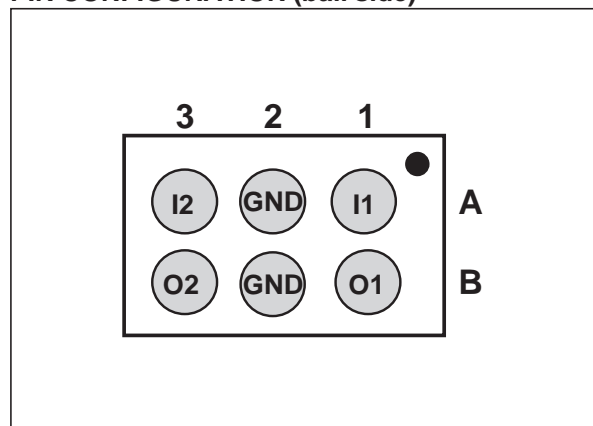 PIN CONFIGURATION (ball side)
3 2 1
I2 GND I1 A
O2 GND O1 B